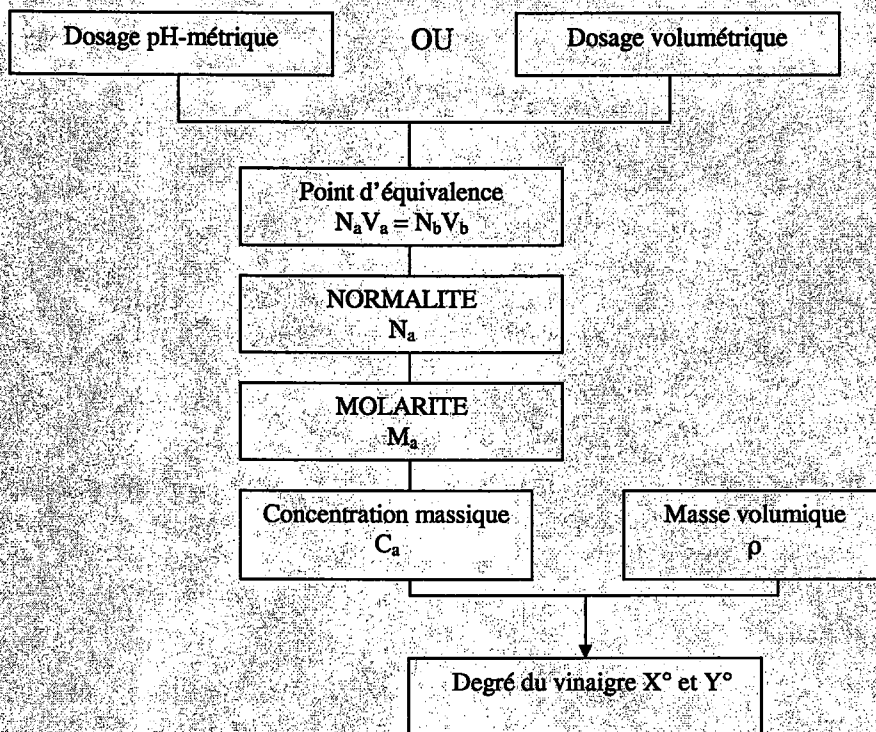 Dosage pH-métrique
OU
Dosage volumétrique
Point d'équivalence
NₐVₐ = N_bV_b
NORMALITE
Nₐ
MOLARITE
Mₐ
Concentration massique
Cₐ
Masse volumique
ρ
Degré du vinaigre X° et Y°